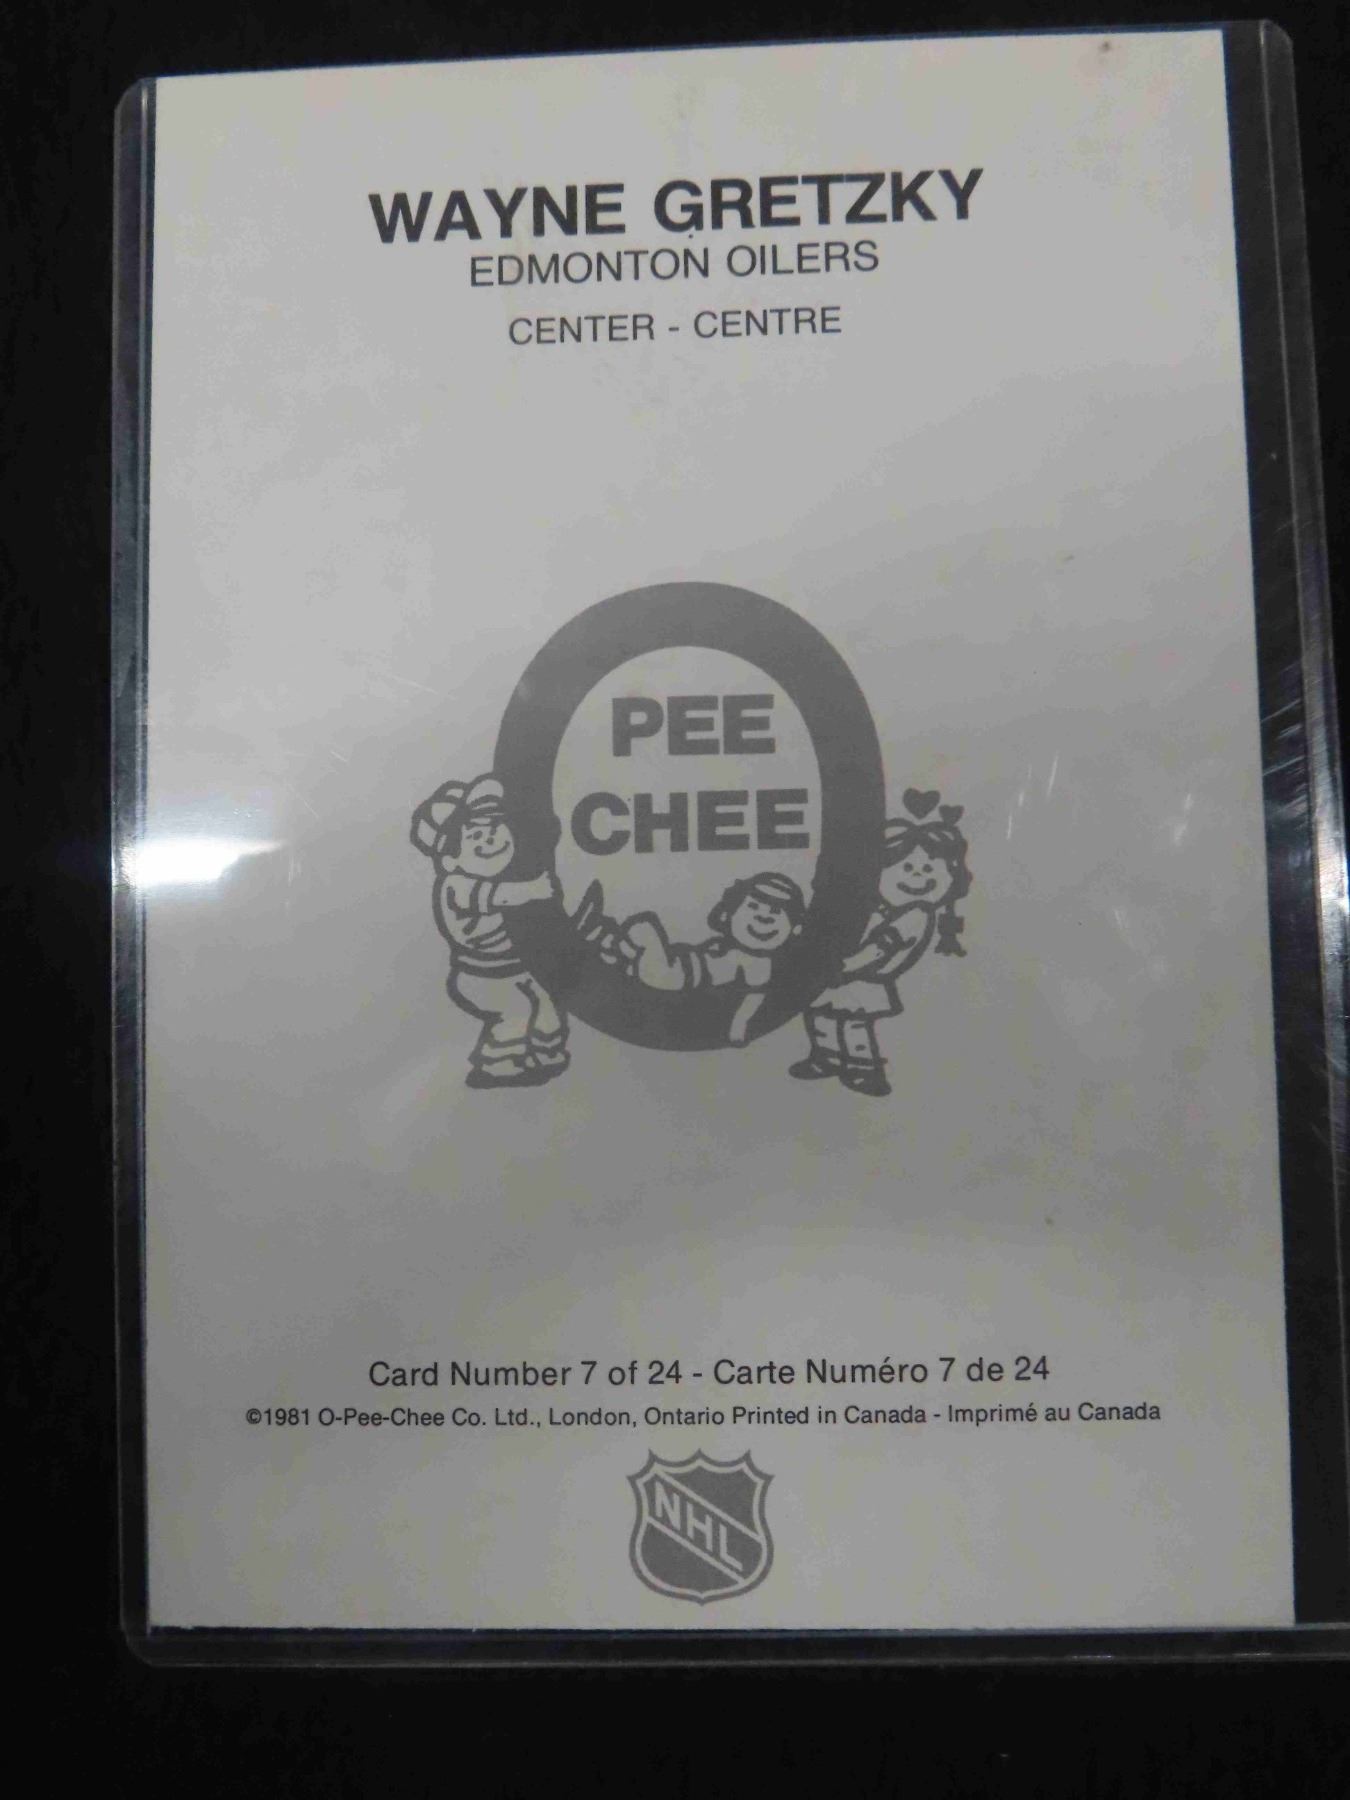 WAYNE GRETZKY
EDMONTON OILERS
CENTER - CENTRE
PEE
CHEE
Card Number 7 of 24 - Carte Numéro 7 de 24
©1981 O-Pee-Chee Co. Ltd., London, Ontario Printed in Canada - Imprimé au Canada
NHL